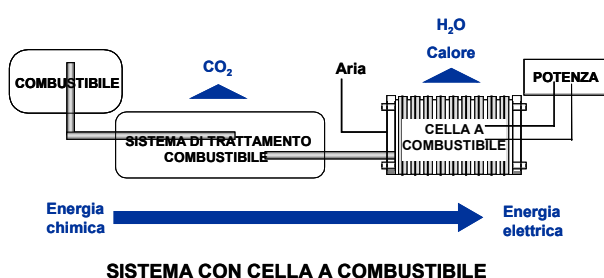 H₂O
Calore
CO₂
Aria
COMBUSTIBILE
POTENZA
SISTEMA DI TRATTAMENTO
COMBUSTIBILE
CELLA A
COMBUSTIBILE
Energia
chimica
Energia
elettrica
SISTEMA CON CELLA A COMBUSTIBILE